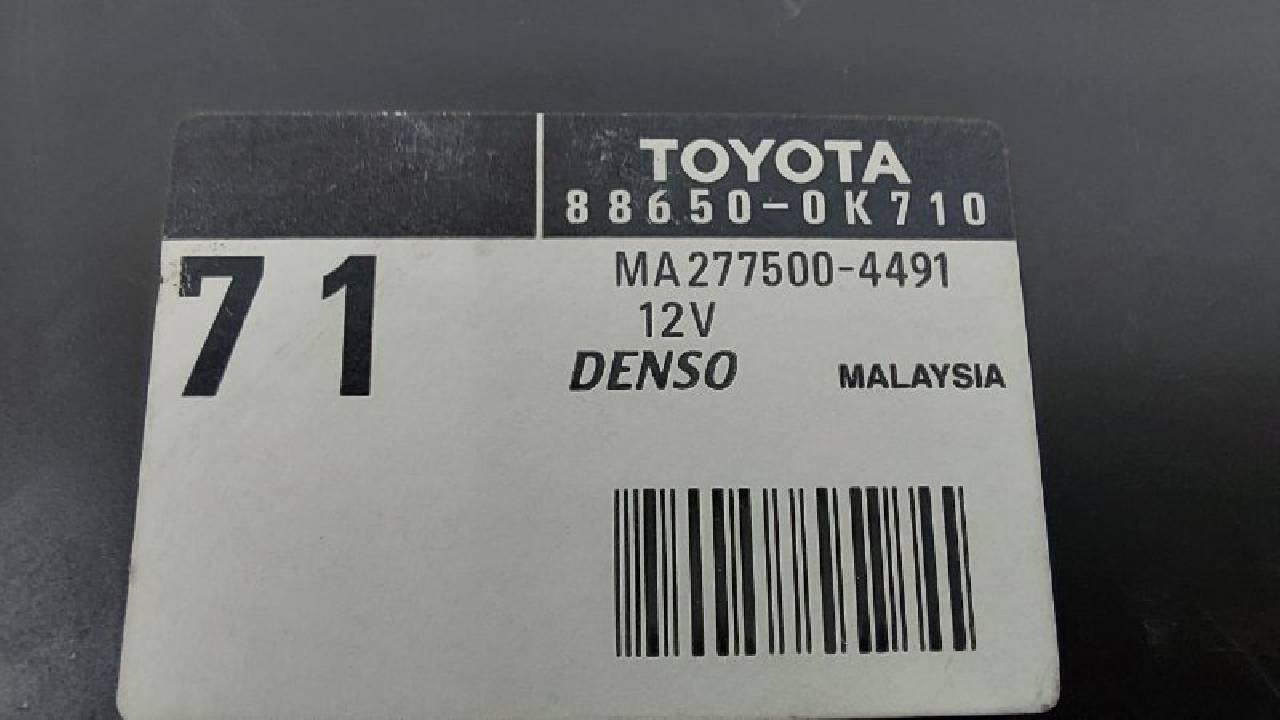 TOYOTA
88650-0K710
71
MA277500-4491
12V
DENSO
MALAYSIA